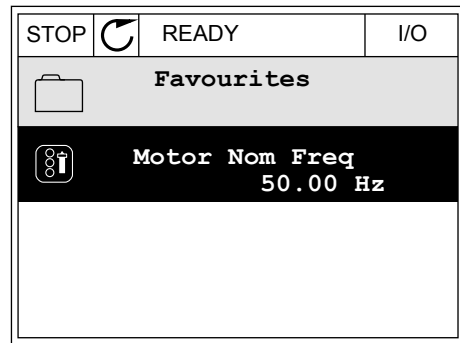 STOP READY I/O
Favourites
Motor Nom Freq
50.00 Hz